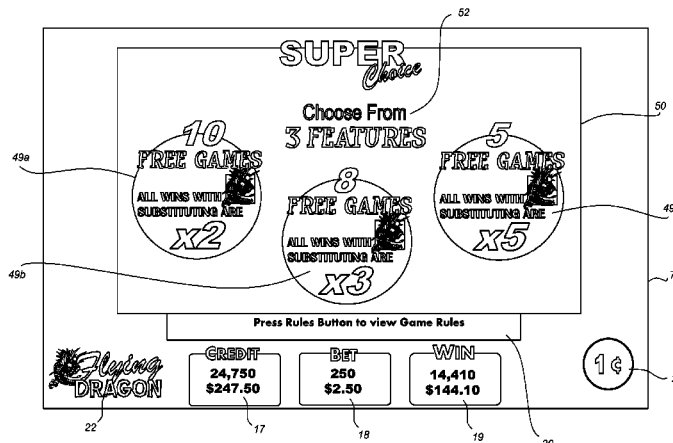 52
SUPER
Choice
50
Choose From
3 FEATURES
49a
10
FREE GAMES
ALL WINS WITH
SUBSTITUTING ARE
x2
8
FREE GAMES
ALL WINS WITH
SUBSTITUTING ARE
x3
5
FREE GAMES
ALL WINS WITH
SUBSTITUTING ARE
x5
49b
Press Rules Button to view Game Rules
Flying
DRAGON
CREDIT
24,750
$247.50
BET
250
$2.50
WIN
14,410
$144.10
1¢
22
17
18
19